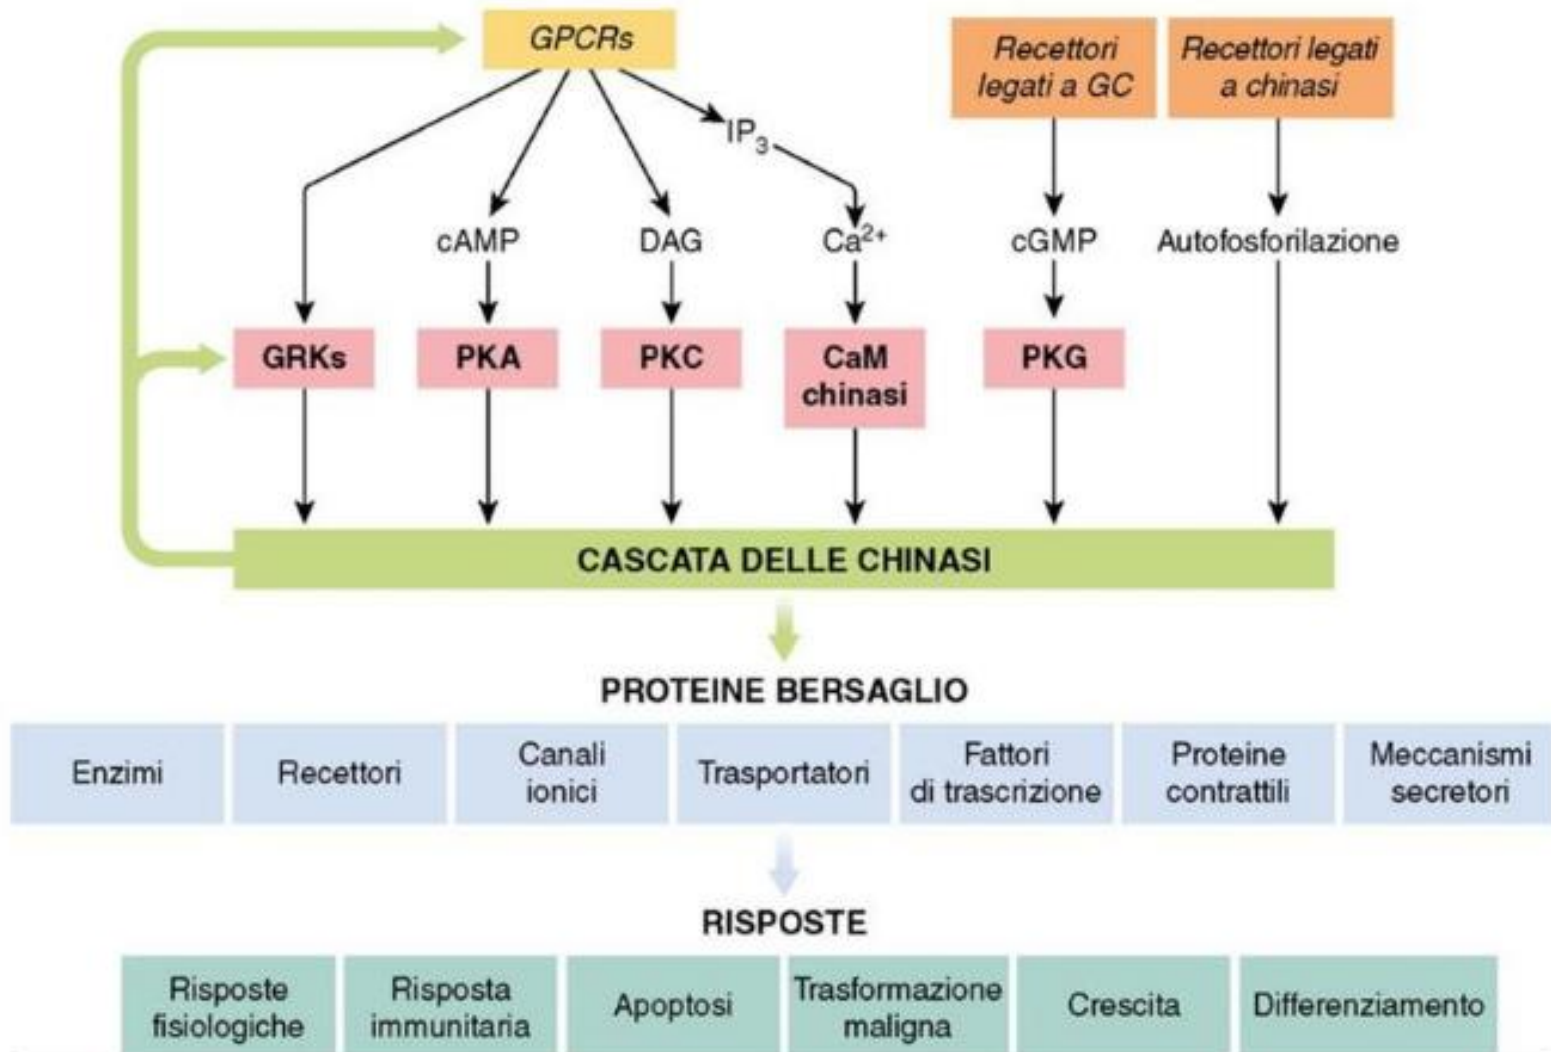 GPCRs
Recettori
legati a GC
Recettori legati
a chinasi
IP₃
cAMP
DAG
Ca²⁺
cGMP
Autofosforilazione
GRKs
PKA
PKC
CaM
chinasi
PKG
CASCATA DELLE CHINASI
PROTEINE BERSAGLIO
Enzimi
Recettori
Canali
ionici
Trasportatori
Fattori
di trascrizione
Proteine
contrattili
Meccanismi
secretori
RISPOSTE
Risposte
fisiologiche
Risposta
immunitaria
Apoptosi
Trasformazione
maligna
Crescita
Differenziamento